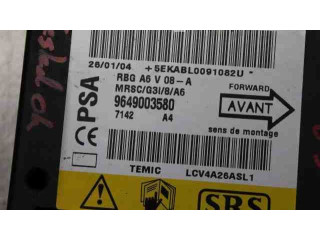 26/01/04 +5EKABL0091082U
RBG A6 V 08-A
MRSC/G3I/8/A6
9649003580
7142 A4
PSA
FORWARD
AVANT
sens de montage
TEMIC LCV4A26ASL1
SRS